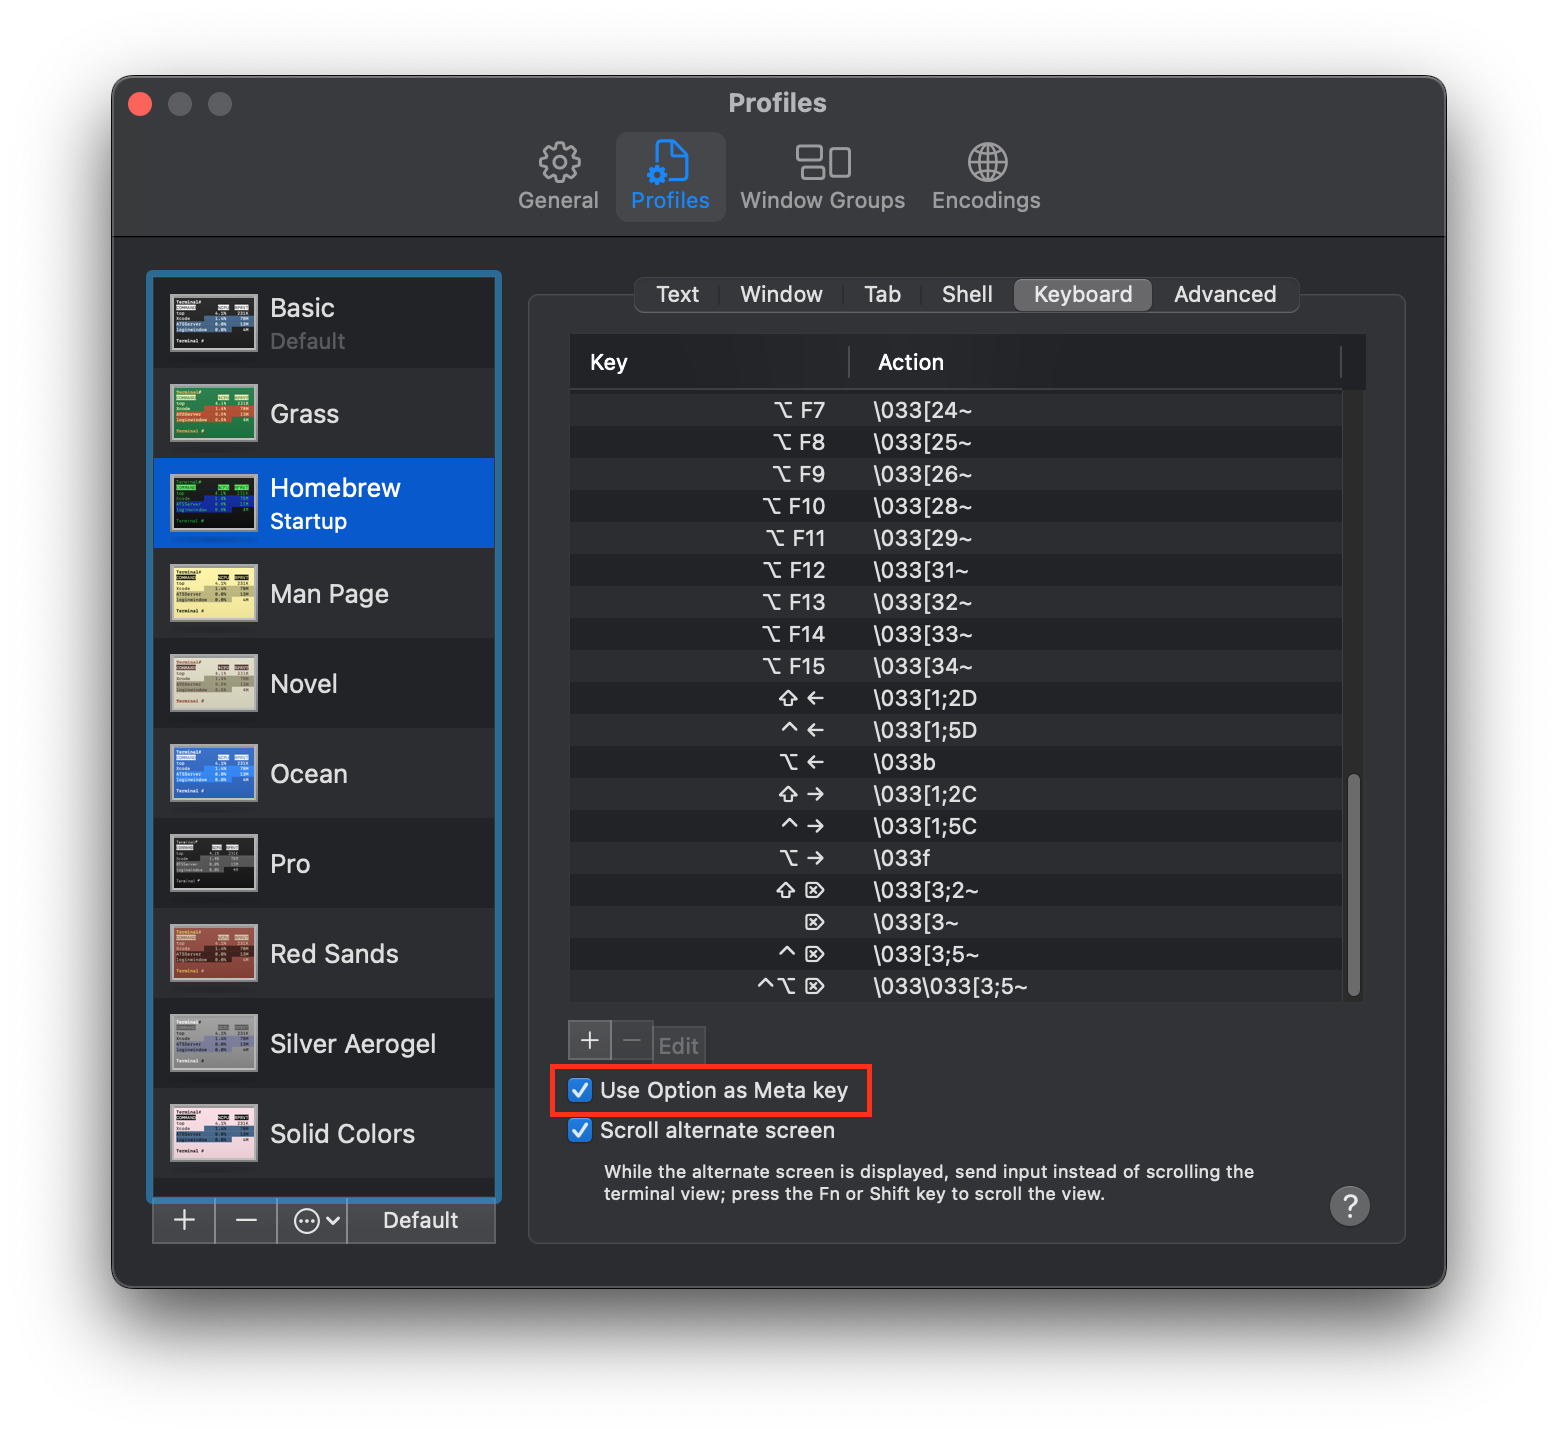 Profiles
General
Profiles
Window Groups
Encodings
Basic
Default
Grass
Homebrew
Startup
Man Page
Novel
Ocean
Pro
Red Sands
Silver Aerogel
Solid Colors
Default
Text Window Tab Shell Keyboard Advanced
Key Action
⌥ F7 \033[24~
⌥ F8 \033[25~
⌥ F9 \033[26~
⌥ F10 \033[28~
⌥ F11 \033[29~
⌥ F12 \033[31~
⌥ F13 \033[32~
⌥ F14 \033[33~
⌥ F15 \033[34~
⇧ ← \033[1;2D
^ ← \033[1;5D
⌥ ← \033b
⇧ → \033[1;2C
^ → \033[1;5C
⌥ → \033f
⇧ ⌦ \033[3;2~
⌦ \033[3~
^ ⌦ \033[3;5~
^⌥ ⌦ \033\033[3;5~
+ − Edit
Use Option as Meta key
Scroll alternate screen
While the alternate screen is displayed, send input instead of scrolling the
terminal view; press the Fn or Shift key to scroll the view.
?